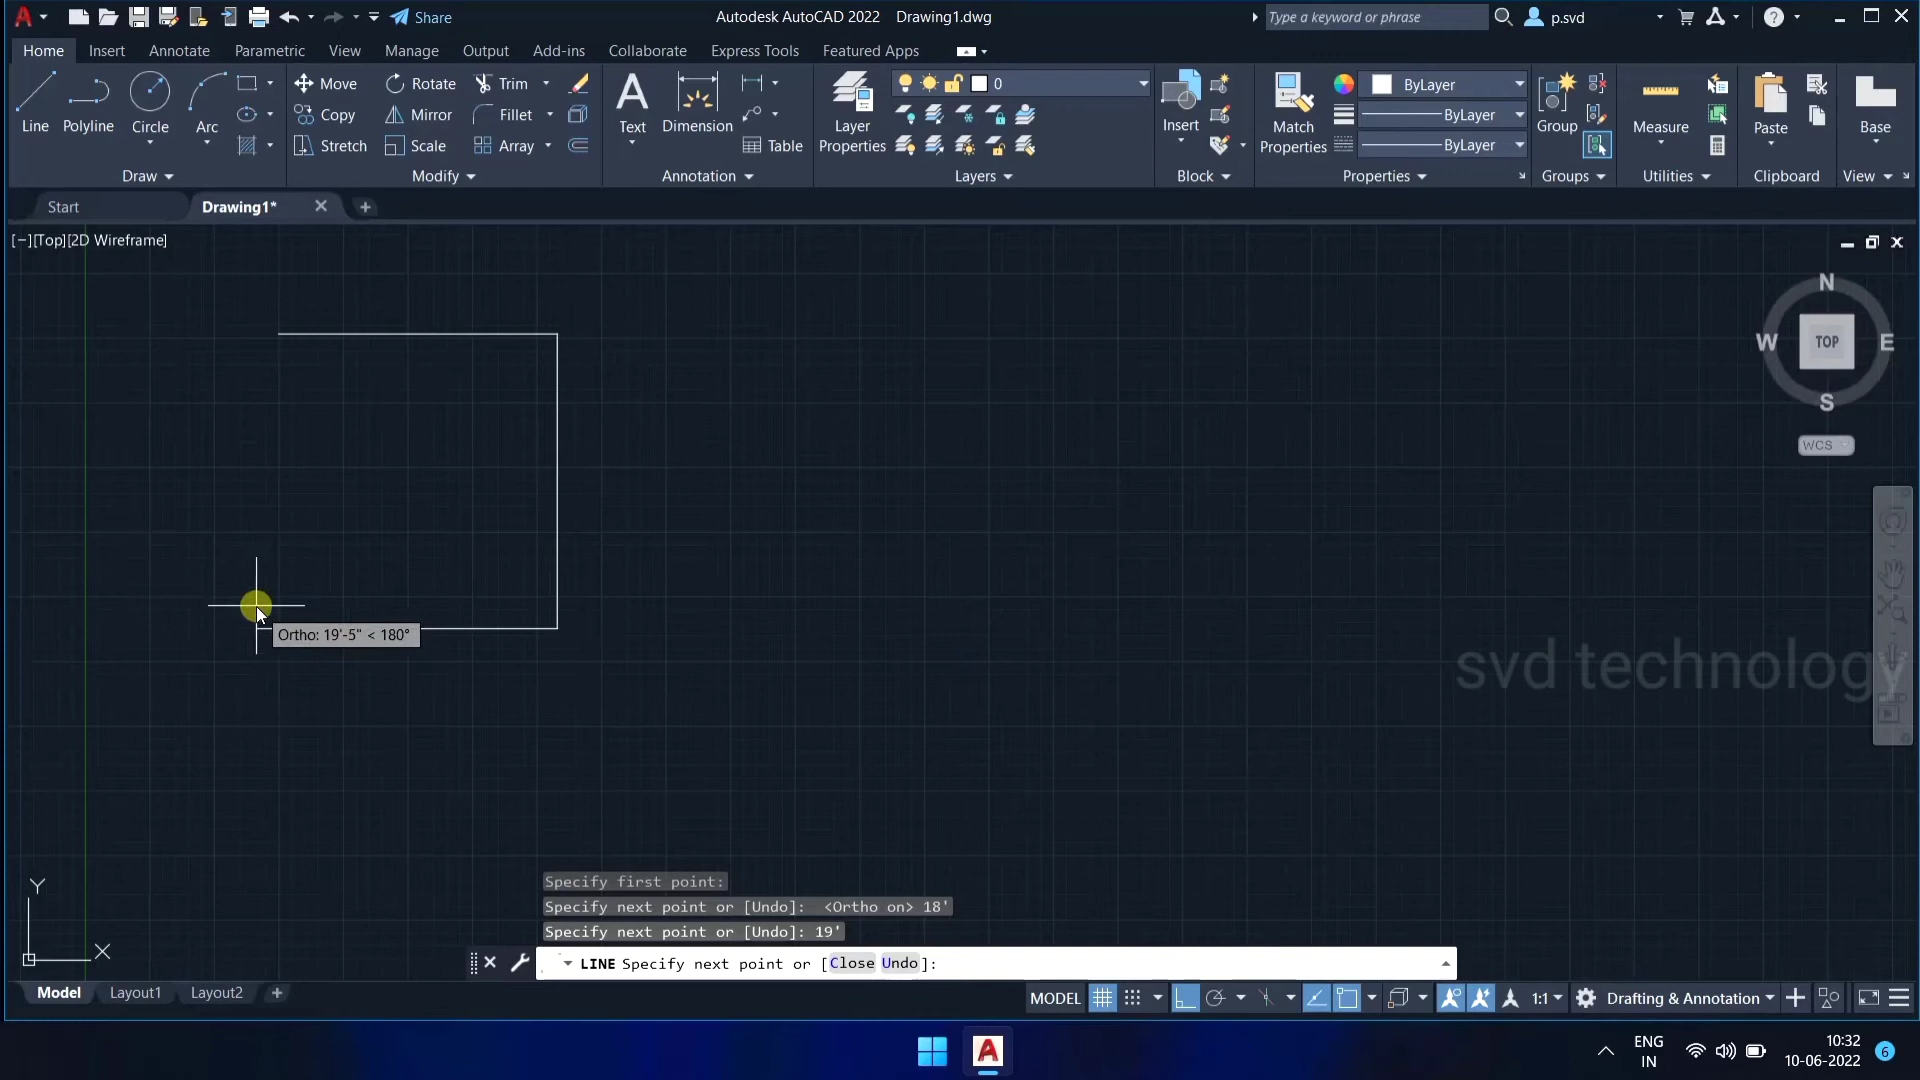 Share
Autodesk AutoCAD 2022 Drawing1.dwg
Type a keyword or phrase
p.svd
Home Insert Annotate Parametric View Manage Output Add-ins Collaborate Express Tools Featured Apps
Line Polyline Circle Arc
Move Rotate Trim
Copy Mirror Fillet
Stretch Scale Array
Text Dimension
Table
Layer
Properties
0
Insert
Match
Properties
ByLayer
ByLayer
ByLayer
Group
Measure
Paste
Base
Draw Modify Annotation Layers Block Properties Groups Utilities Clipboard View
Start Drawing1*
[−][Top][2D Wireframe]
N
W TOP E
S
WCS
Ortho: 19'-5" < 180°
svd technology
Y
X
Specify first point:
Specify next point or [Undo]: <Ortho on> 18'
Specify next point or [Undo]: 19'
LINE Specify next point or [Close Undo]:
Model Layout1 Layout2
MODEL
1:1
Drafting & Annotation
ENG
IN
10:32
10-06-2022
6